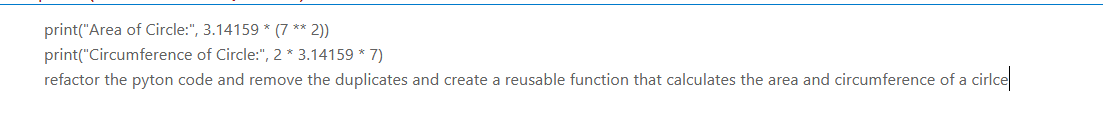 print("Area of Circle:", 3.14159 * (7 ** 2))
print("Circumference of Circle:", 2 * 3.14159 * 7)
refactor the pyton code and remove the duplicates and create a reusable function that calculates the area and circumference of a cirlce